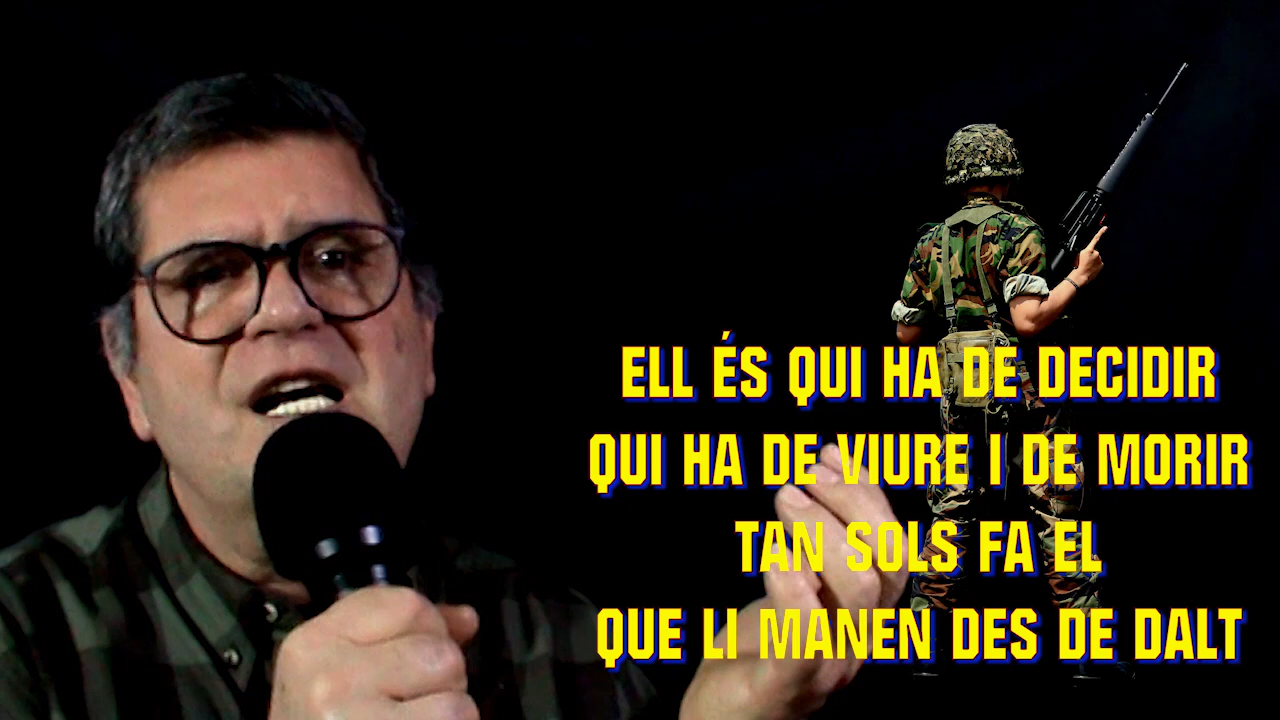 ELL ÉS QUI HA DE DECIDIR
QUI HA DE VIURE I DE MORIR
TAN SOLS FA EL
QUE LI MANEN DES DE DALT